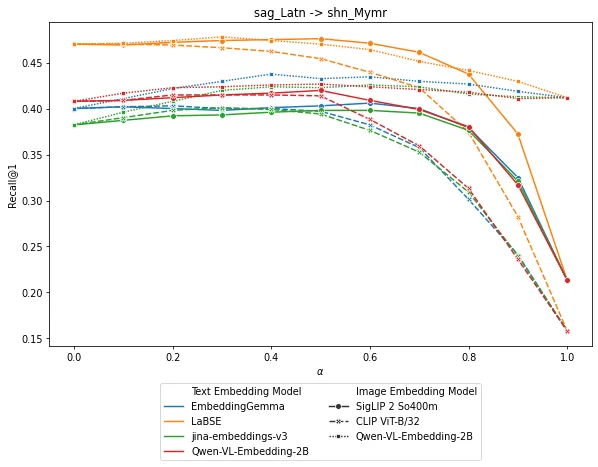 sag_Latn -> shn_Mymr
Recall@1
0.45
0.40
0.35
0.30
0.25
0.20
0.15
0.0 0.2 0.4 0.6 0.8 1.0
α
Text Embedding Model Image Embedding Model
EmbeddingGemma SigLIP 2 So400m
LaBSE CLIP ViT-B/32
jina-embeddings-v3 Qwen-VL-Embedding-2B
Qwen-VL-Embedding-2B